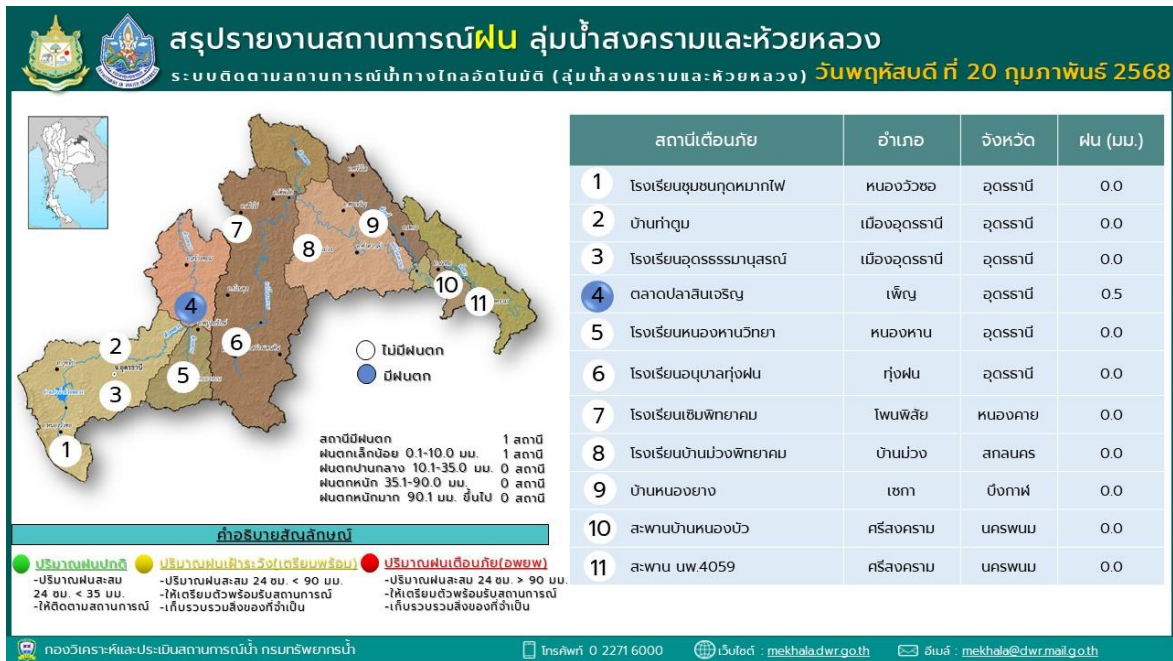 สรุปรายงานสถานการณ์ฝน ลุ่มน้ำสงครามและห้วยหลวง
ระบบติดตามสถานการณ์น้ำทางไกลอัตโนมัติ (ลุ่มน้ำสงครามและห้วยหลวง) วันพฤหัสบดี ที่ 20 กุมภาพันธ์ 2568
สถานีเตือนภัย อำเภอ จังหวัด ฝน (มม.)
1 โรงเรียนชุมชนกุดหมากไฟ หนองวัวซอ อุดรธานี 0.0
2 บ้านท่าตูม เมืองอุดรธานี อุดรธานี 0.0
3 โรงเรียนอุดรธรรมานุสรณ์ เมืองอุดรธานี อุดรธานี 0.0
4 ตลาดปลาสินเจริญ เพ็ญ อุดรธานี 0.5
5 โรงเรียนหนองหานวิทยา หนองหาน อุดรธานี 0.0
6 โรงเรียนอนุบาลทุ่งฝน ทุ่งฝน อุดรธานี 0.0
7 โรงเรียนเซิมพิทยาคม โพนพิสัย หนองคาย 0.0
8 โรงเรียนบ้านม่วงพิทยาคม บ้านม่วง สกลนคร 0.0
9 บ้านหนองยาง เซกา บึงกาฬ 0.0
10 สะพานบ้านหนองบัว ศรีสงคราม นครพนม 0.0
11 สะพาน นพ.4059 ศรีสงคราม นครพนม 0.0
7
9
8
10
11
4
6
2
5
3
1
อ.อุดรธานี
ไม่มีฝนตก
มีฝนตก
สถานีมีฝนตก 1 สถานี
ฝนตกเล็กน้อย 0.1-10.0 มม. 1 สถานี
ฝนตกปานกลาง 10.1-35.0 มม. 0 สถานี
ฝนตกหนัก 35.1-90.0 มม. 0 สถานี
ฝนตกหนักมาก 90.1 มม. ขึ้นไป 0 สถานี
คำอธิบายสัญลักษณ์
ปริมาณฝนปกติ
-ปริมาณฝนสะสม
24 ชม. < 35 มม.
-ให้ติดตามสถานการณ์
ปริมาณฝนเฝ้าระวัง(เตรียมพร้อม)
-ปริมาณฝนสะสม 24 ชม. < 90 มม.
-ให้เตรียมตัวพร้อมรับสถานการณ์
-เก็บรวบรวมสิ่งของที่จำเป็น
ปริมาณฝนเตือนภัย(อพยพ)
-ปริมาณฝนสะสม 24 ชม. > 90 มม.
-ให้เตรียมตัวพร้อมรับสถานการณ์
-เก็บรวบรวมสิ่งของที่จำเป็น
กองวิเคราะห์และประเมินสถานการณ์น้ำ กรมทรัพยากรน้ำ โทรศัพท์ 0 2271 6000 เว็บไซต์ : mekhala.dwr.go.th อีเมล์ : mekhala@dwr.mail.go.th